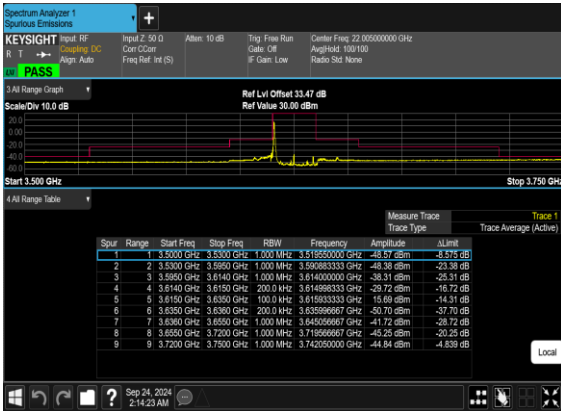 Spectrum Analyzer 1
Spurious Emissions
+
KEYSIGHT Input: RF Input Z: 50 Ω Atten: 10 dB Trig: Free Run Center Freq: 22.005000000 GHz
R T Coupling: DC Corr CCorr Gate: Off Avg|Hold: 100/100
Align: Auto Freq Ref: Int (S) IF Gain: Low Radio Std: None
LW PASS
3 All Range Graph
Ref Lvl Offset 33.47 dB
Scale/Div 10.0 dB Ref Value 30.00 dBm
20.0
0.00
-20.0
-40.0
-60.0
Start 3.500 GHz Stop 3.750 GHz
4 All Range Table
Measure Trace Trace 1
Trace Type Trace Average (Active)
Spur Range Start Freq Stop Freq RBW Frequency Amplitude ΔLimit
1 1 3.5000 GHz 3.5300 GHz 1.000 MHz 3.519550000 GHz -48.57 dBm -8.575 dB
2 2 3.5300 GHz 3.5950 GHz 1.000 MHz 3.590883333 GHz -48.38 dBm -23.38 dB
3 3 3.5950 GHz 3.6140 GHz 1.000 MHz 3.614000000 GHz -38.31 dBm -25.31 dB
4 4 3.6140 GHz 3.6150 GHz 200.0 kHz 3.614998333 GHz -29.72 dBm -16.72 dB
5 5 3.6150 GHz 3.6350 GHz 100.0 kHz 3.615933333 GHz 15.69 dBm -14.31 dB
6 6 3.6350 GHz 3.6360 GHz 200.0 kHz 3.635996667 GHz -50.70 dBm -37.70 dB
7 7 3.6360 GHz 3.6550 GHz 1.000 MHz 3.645056667 GHz -41.72 dBm -28.72 dB
8 8 3.6550 GHz 3.7200 GHz 1.000 MHz 3.719566667 GHz -45.25 dBm -20.25 dB
9 9 3.7200 GHz 3.7500 GHz 1.000 MHz 3.742050000 GHz -44.84 dBm -4.839 dB
Local
? Sep 24, 2024
2:14:23 AM